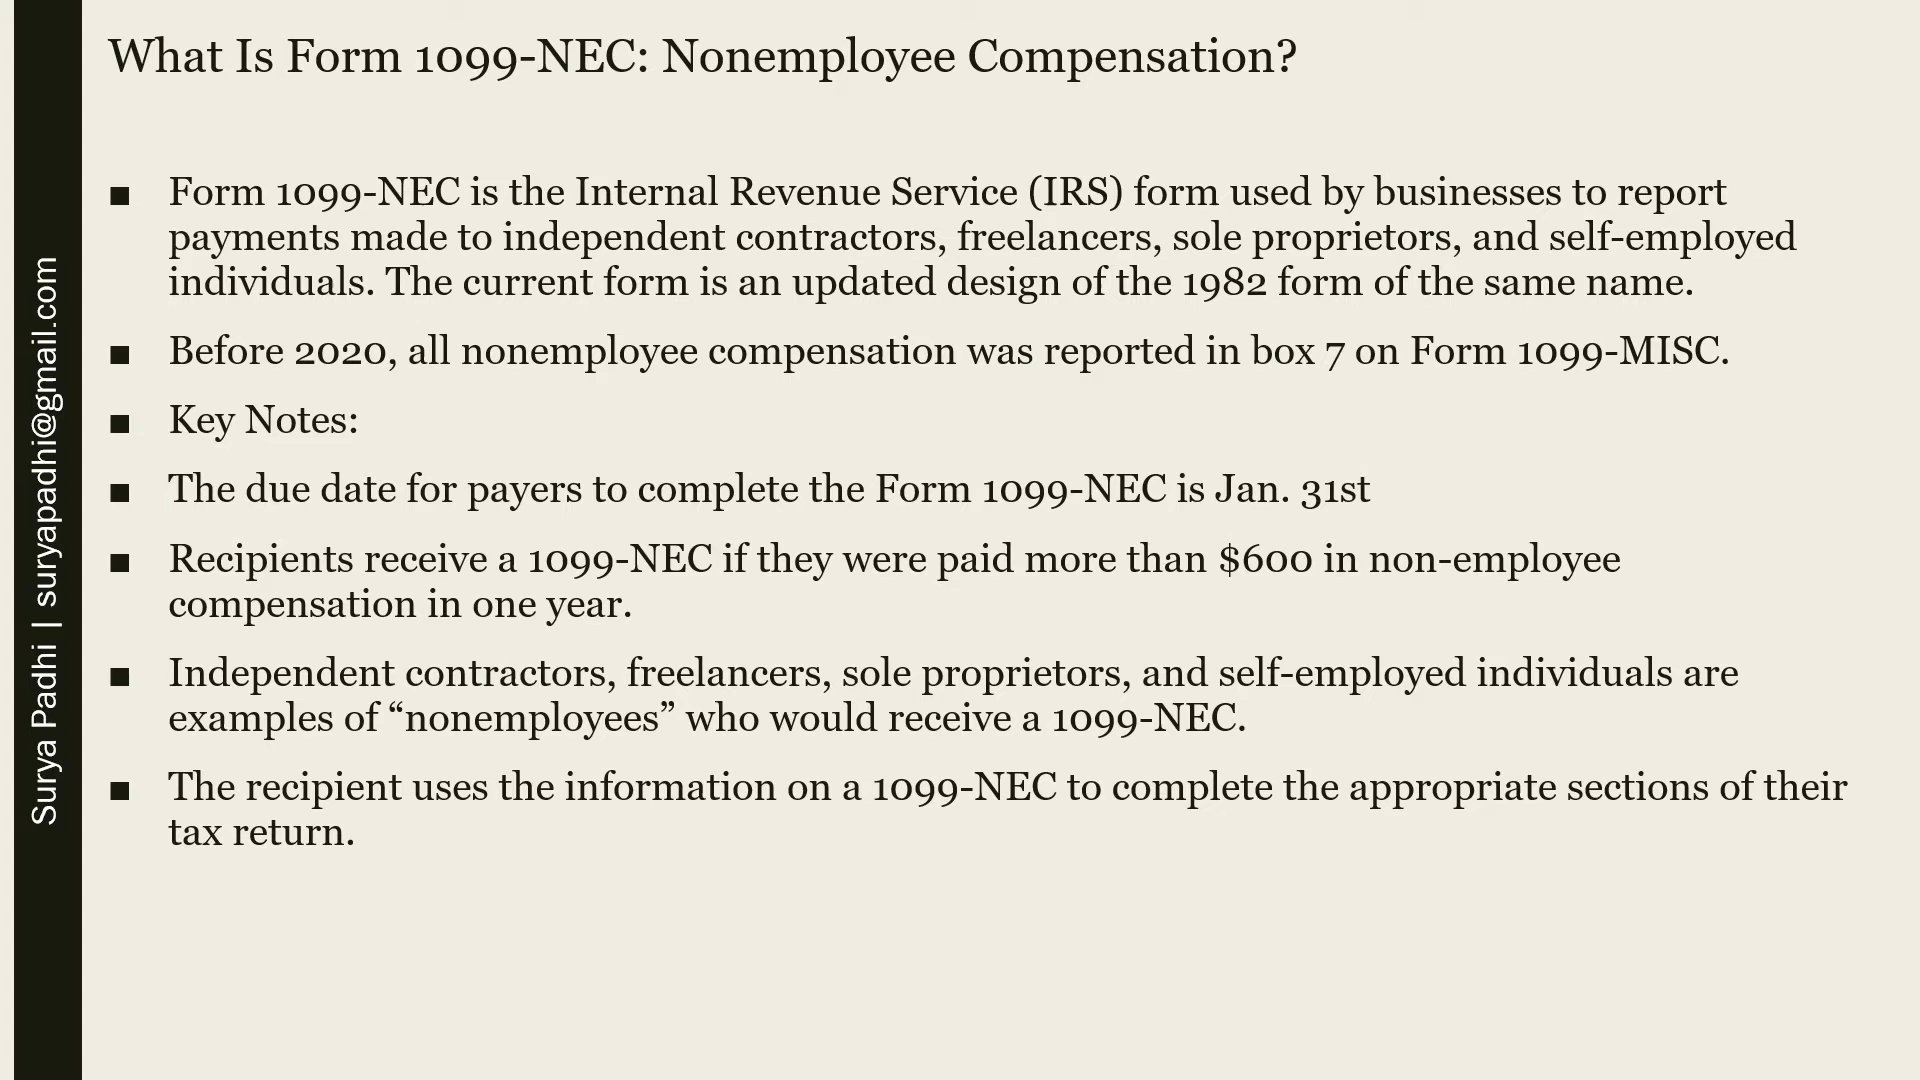 What Is Form 1099-NEC: Nonemployee Compensation?
■ Form 1099-NEC is the Internal Revenue Service (IRS) form used by businesses to report
payments made to independent contractors, freelancers, sole proprietors, and self-employed
individuals. The current form is an updated design of the 1982 form of the same name.
■ Before 2020, all nonemployee compensation was reported in box 7 on Form 1099-MISC.
■ Key Notes:
■ The due date for payers to complete the Form 1099-NEC is Jan. 31st
■ Recipients receive a 1099-NEC if they were paid more than $600 in non-employee
compensation in one year.
■ Independent contractors, freelancers, sole proprietors, and self-employed individuals are
examples of “nonemployees” who would receive a 1099-NEC.
■ The recipient uses the information on a 1099-NEC to complete the appropriate sections of their
tax return.
Surya Padhi | suryapadhi@gmail.com